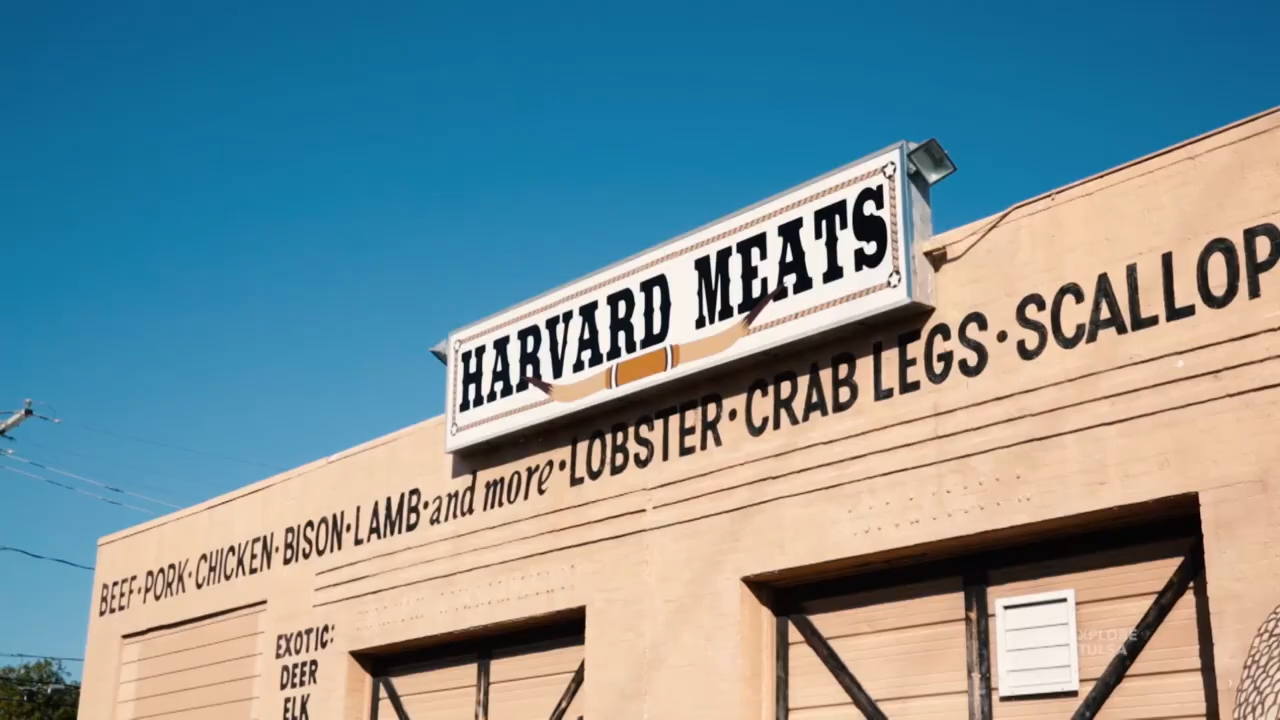 HARVARD MEATS
BEEF·PORK·CHICKEN·BISON·LAMB·and more·LOBSTER·CRAB LEGS·SCALLOP
EXOTIC:
DEER
ELK
EXPLORE
TULSA